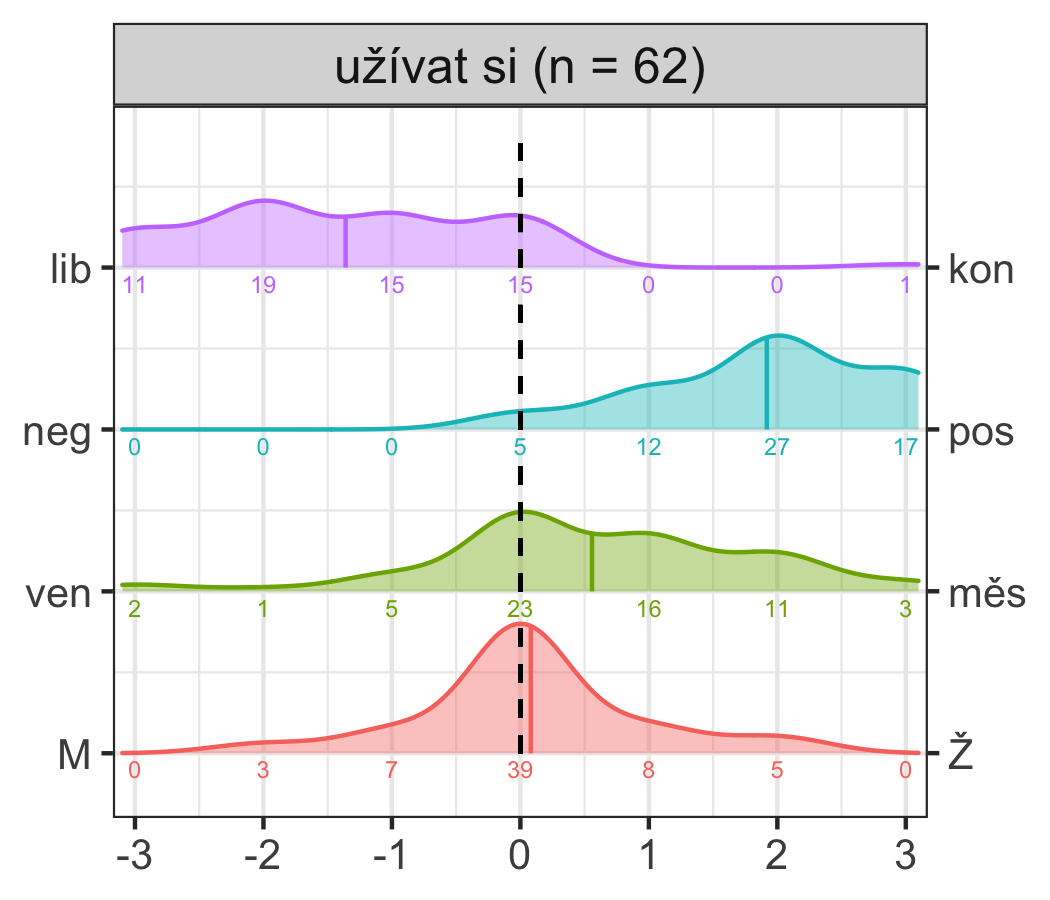 užívat si (n = 62)
lib kon
11 19 15 15 0 0 1
neg pos
0 0 0 5 12 27 17
ven měs
2 1 5 23 16 11 3
M Ž
0 3 7 39 8 5 0
-3 -2 -1 0 1 2 3